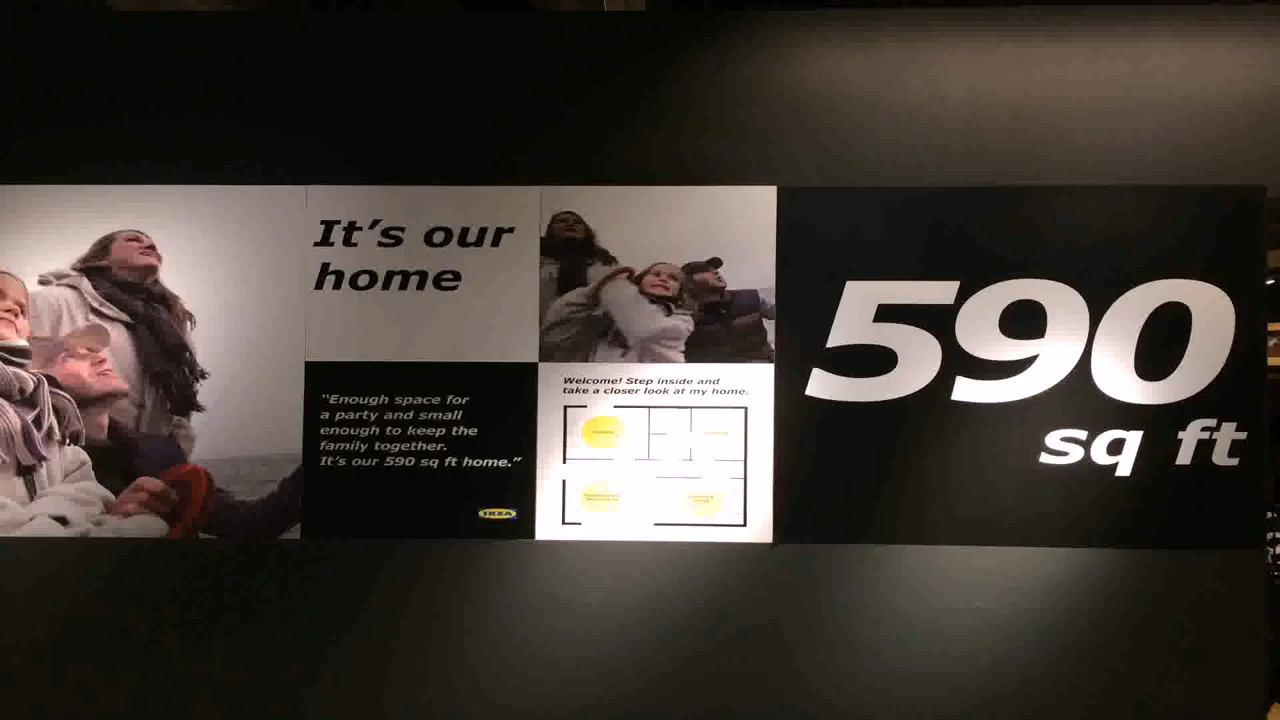 It's our
home
"Enough space for
a party and small
enough to keep the
family together.
It's our 590 sq ft home."
IKEA
Welcome! Step inside and
take a closer look at my home.
590
sq ft